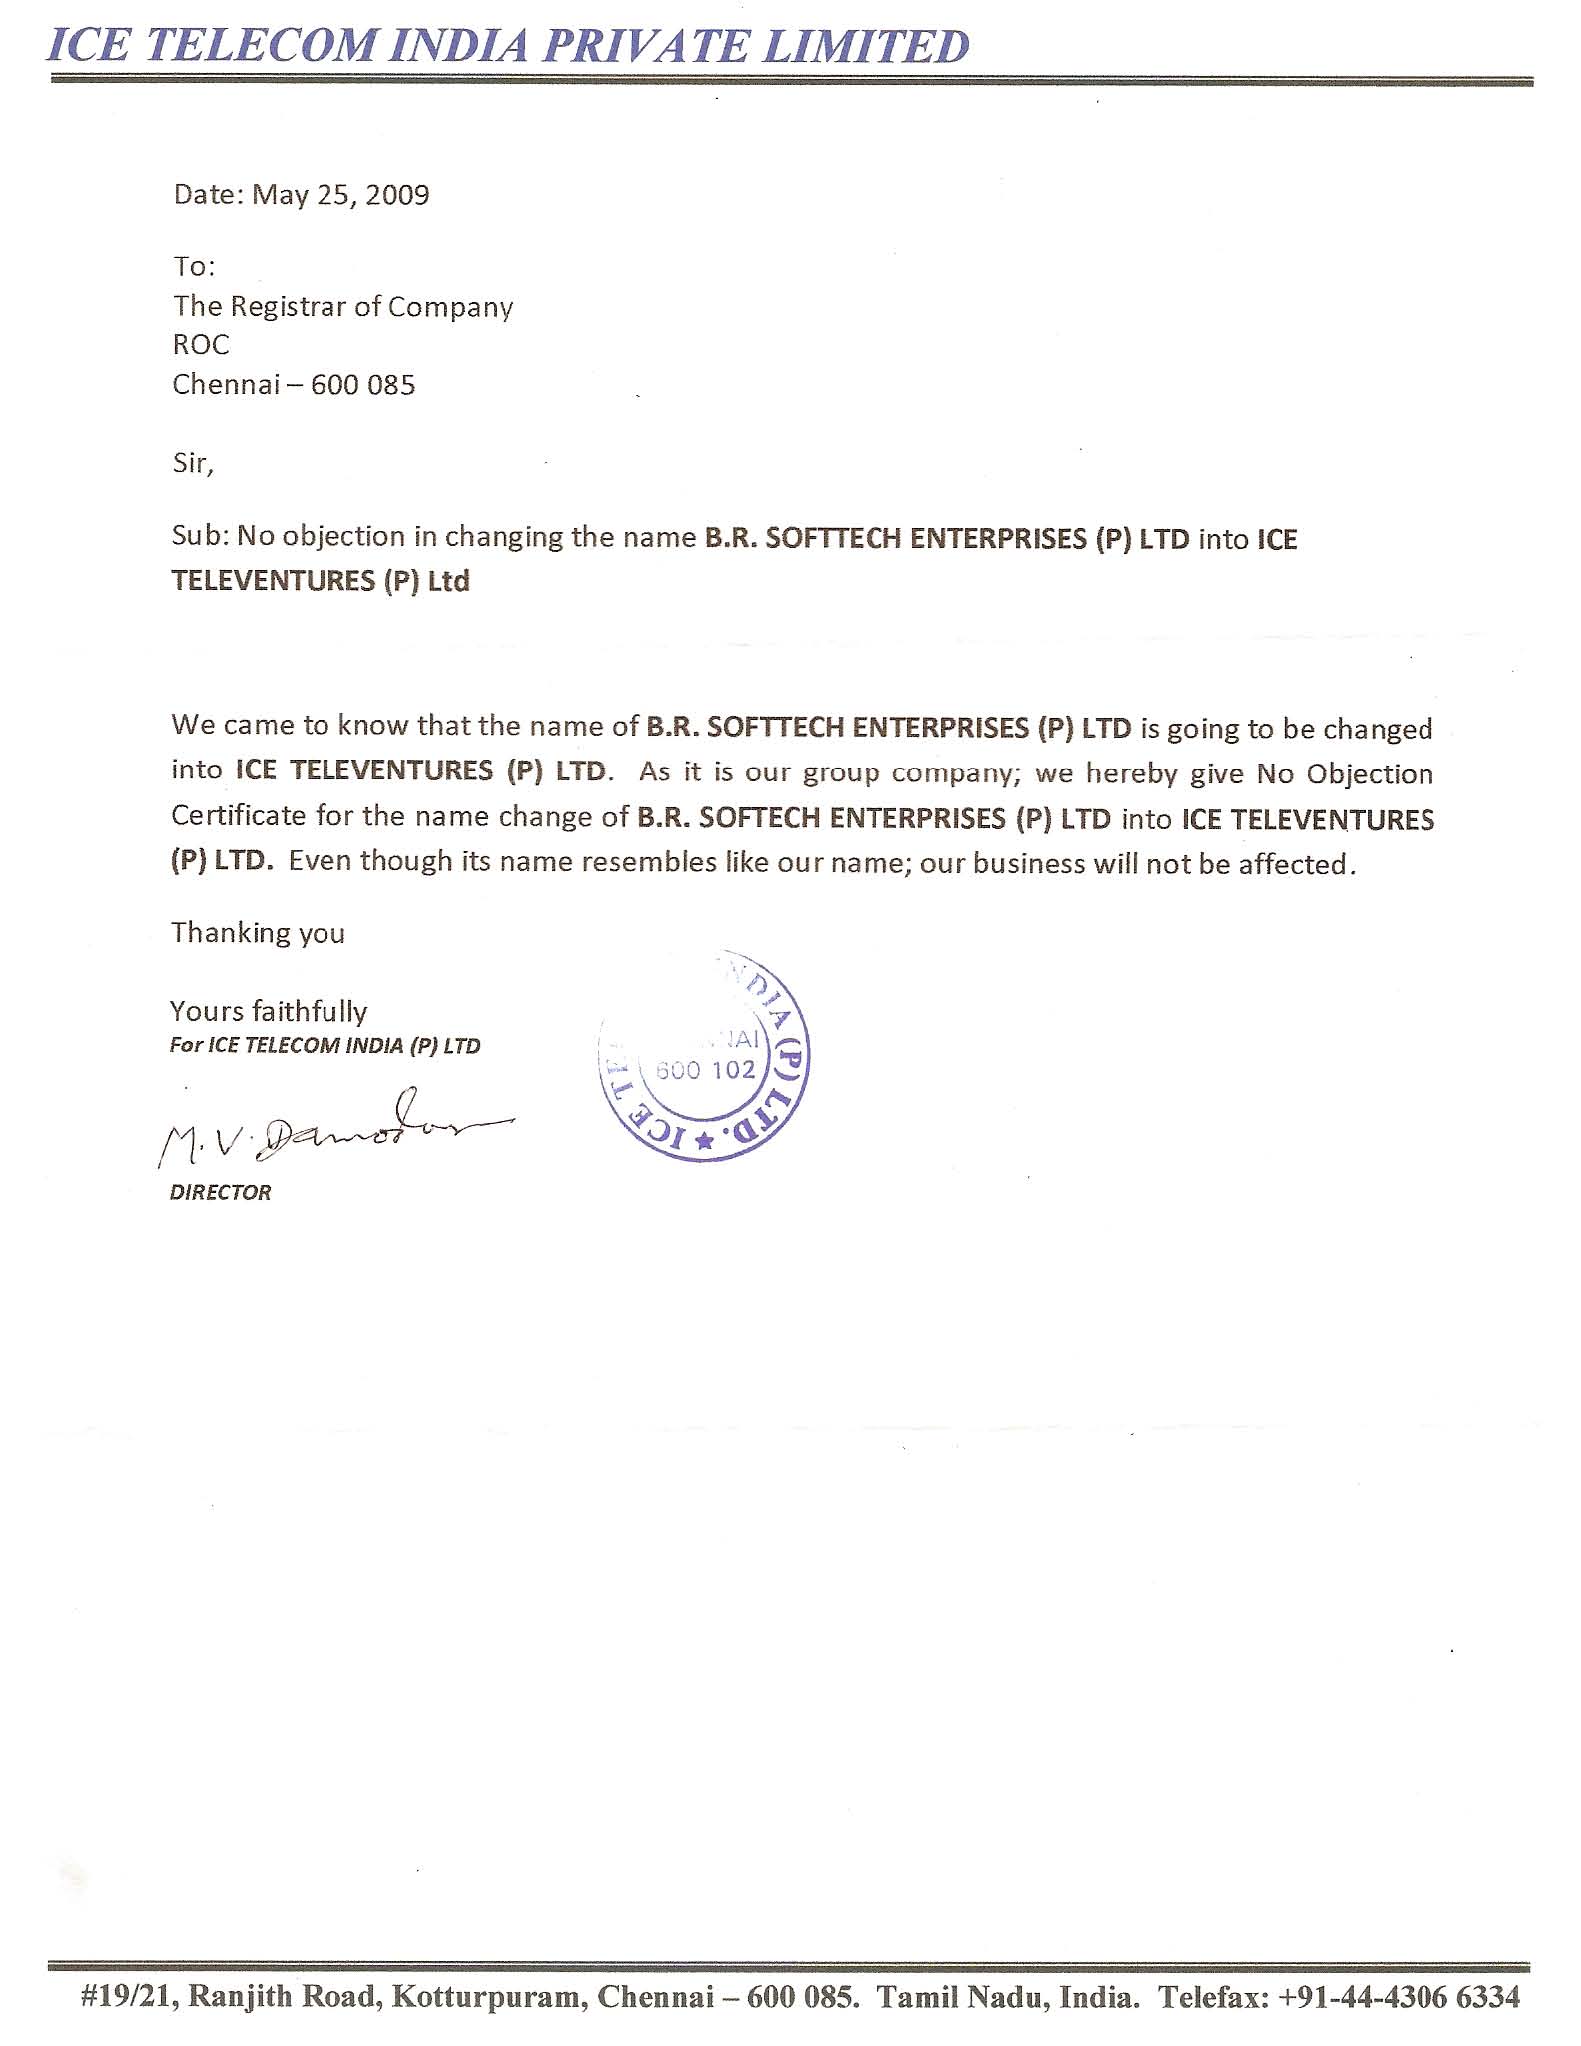 ICE TELECOM INDIA PRIVATE LIMITED
Date: May 25, 2009
To:
The Registrar of Company
ROC
Chennai – 600 085
Sir,
Sub: No objection in changing the name B.R. SOFTTECH ENTERPRISES (P) LTD into ICE
TELEVENTURES (P) Ltd
We came to know that the name of B.R. SOFTTECH ENTERPRISES (P) LTD is going to be changed
into ICE TELEVENTURES (P) LTD. As it is our group company; we hereby give No Objection
Certificate for the name change of B.R. SOFTECH ENTERPRISES (P) LTD into ICE TELEVENTURES
(P) LTD. Even though its name resembles like our name; our business will not be affected.
Thanking you
Yours faithfully
For ICE TELECOM INDIA (P) LTD
M.V. Damodar
DIRECTOR
ICE INDIA (P) LTD.
600 102
#19/21, Ranjith Road, Kotturpuram, Chennai – 600 085. Tamil Nadu, India. Telefax: +91-44-4306 6334